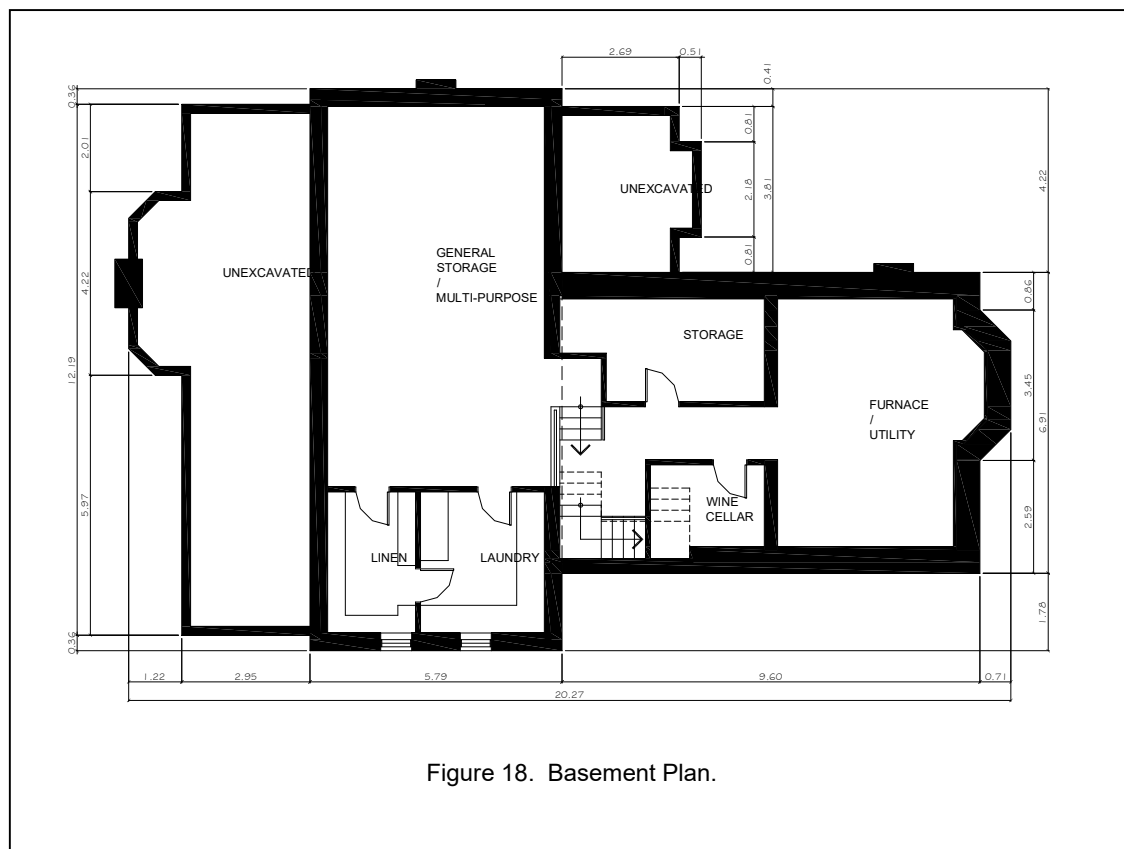 2.69
0.51
0.36
0.41
2.01
0.81
UNEXCAVATED
2.18
3.81
4.22
GENERAL
STORAGE
/
MULTI-PURPOSE
UNEXCAVATED
4.22
0.81
0.86
STORAGE
12.19
3.45
FURNACE
/
UTILITY
6.91
5.97
WINE
CELLAR
2.59
LINEN
LAUNDRY
1.78
0.36
1.22
2.95
5.79
9.60
0.71
20.27
Figure 18. Basement Plan.